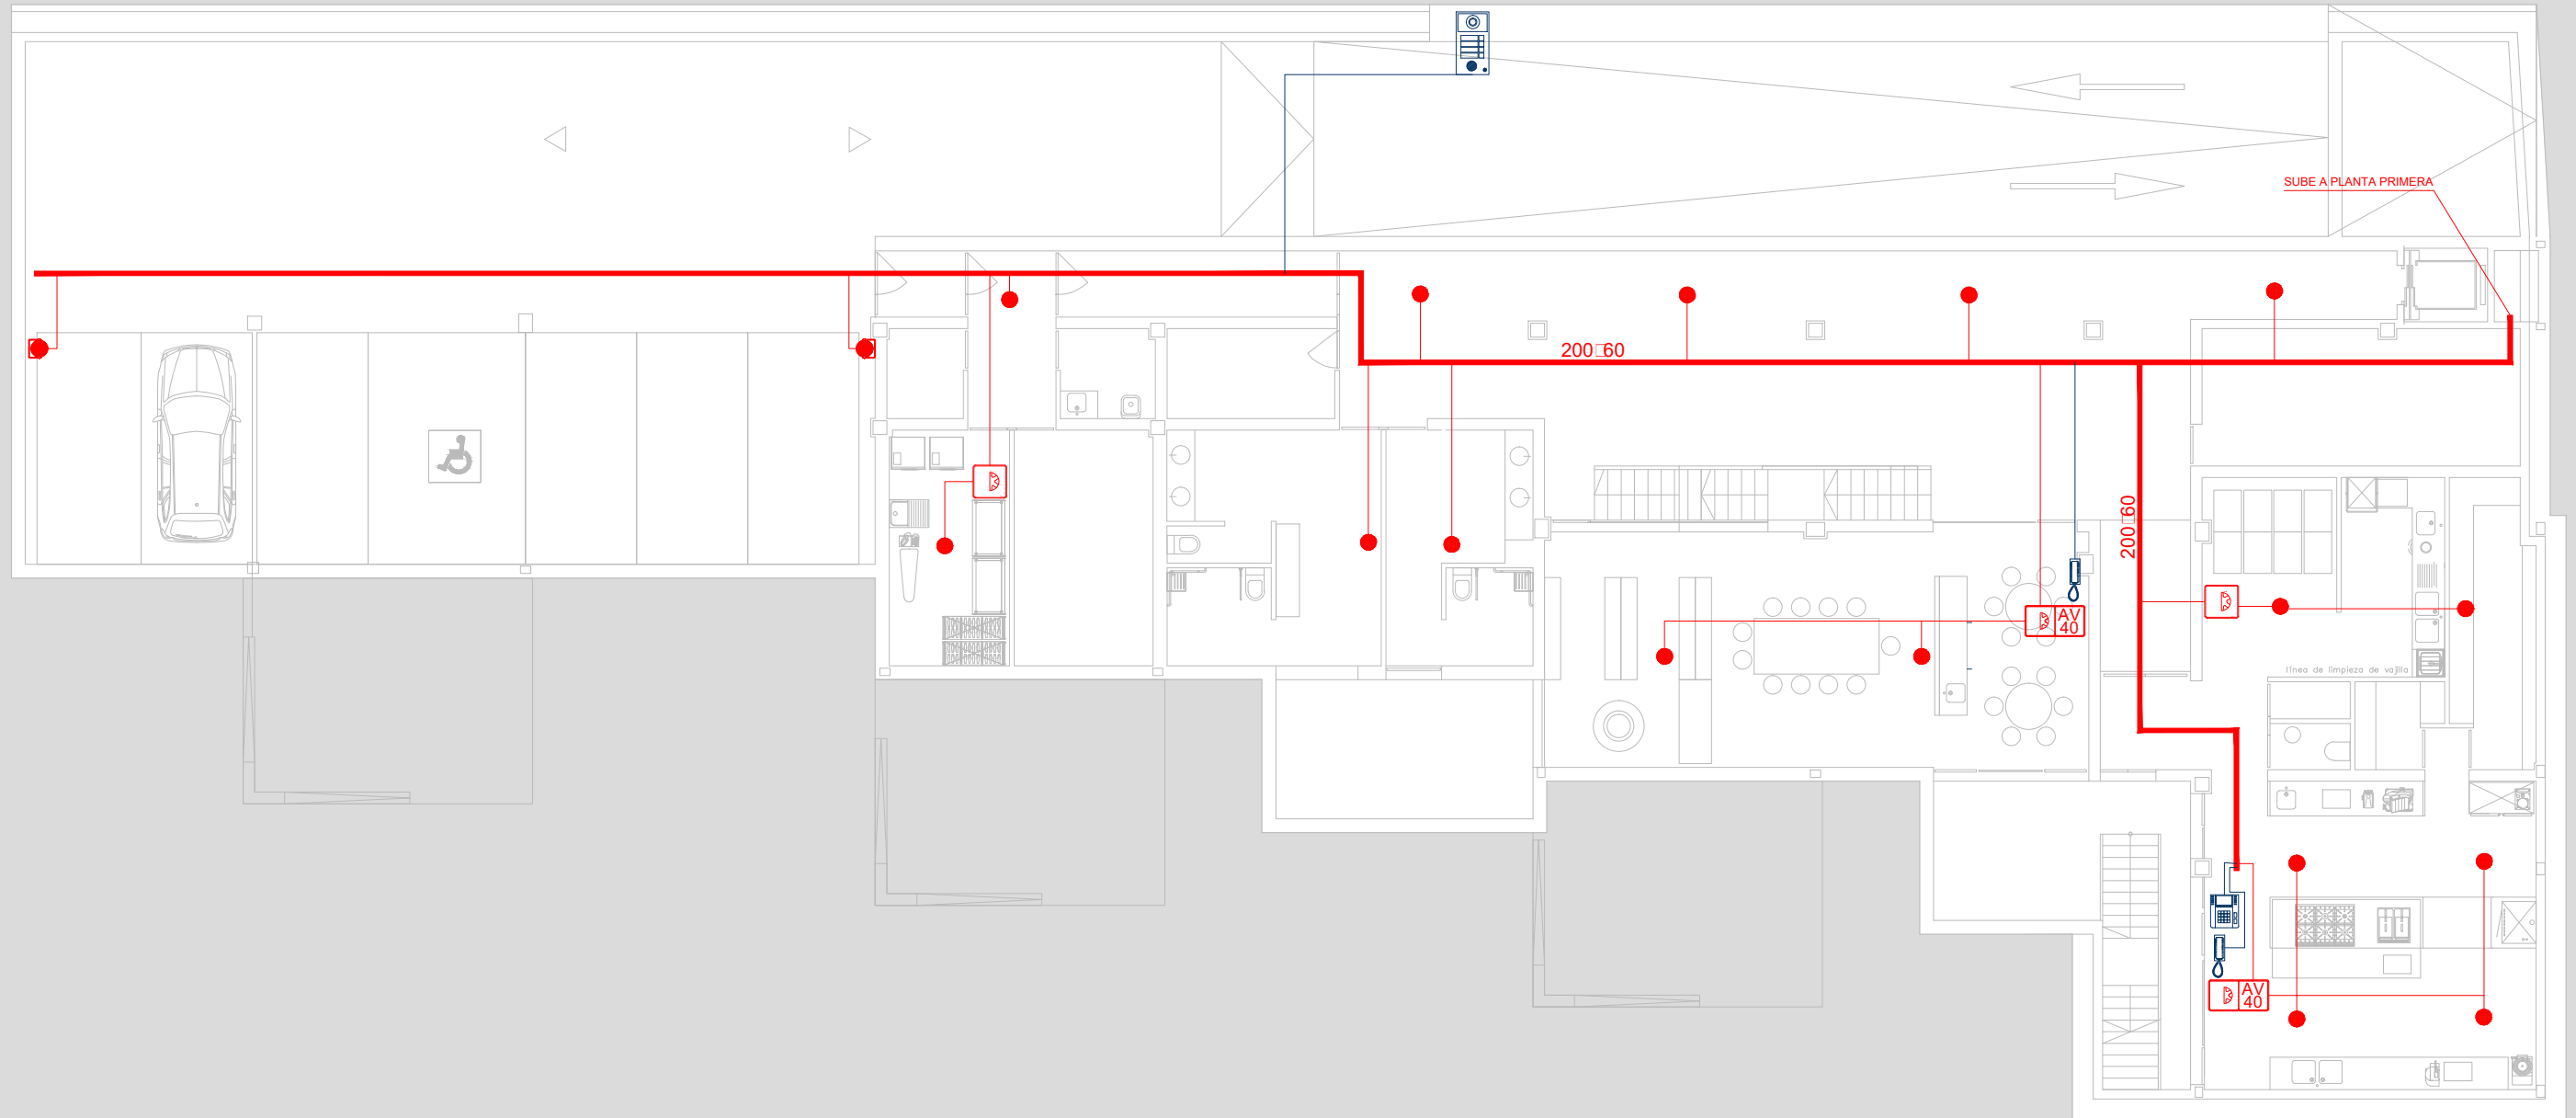 SUBE A PLANTA PRIMERA
200□60
200□60
AV
40
línea de limpieza de vajilla
AV
40